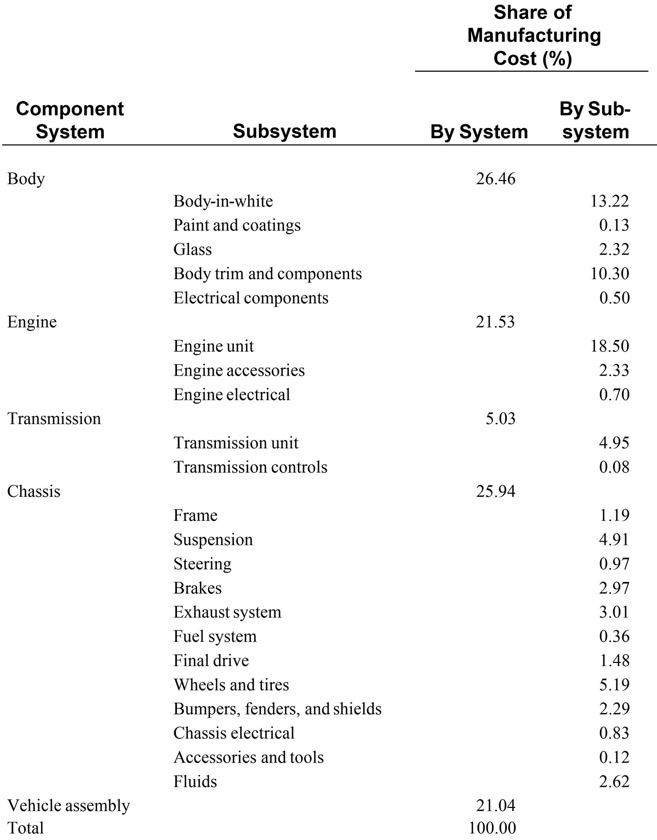 Share of
Manufacturing
Cost (%)
Component
System Subsystem By System By Sub-
system
Body 26.46
Body-in-white 13.22
Paint and coatings 0.13
Glass 2.32
Body trim and components 10.30
Electrical components 0.50
Engine 21.53
Engine unit 18.50
Engine accessories 2.33
Engine electrical 0.70
Transmission 5.03
Transmission unit 4.95
Transmission controls 0.08
Chassis 25.94
Frame 1.19
Suspension 4.91
Steering 0.97
Brakes 2.97
Exhaust system 3.01
Fuel system 0.36
Final drive 1.48
Wheels and tires 5.19
Bumpers, fenders, and shields 2.29
Chassis electrical 0.83
Accessories and tools 0.12
Fluids 2.62
Vehicle assembly 21.04
Total 100.00